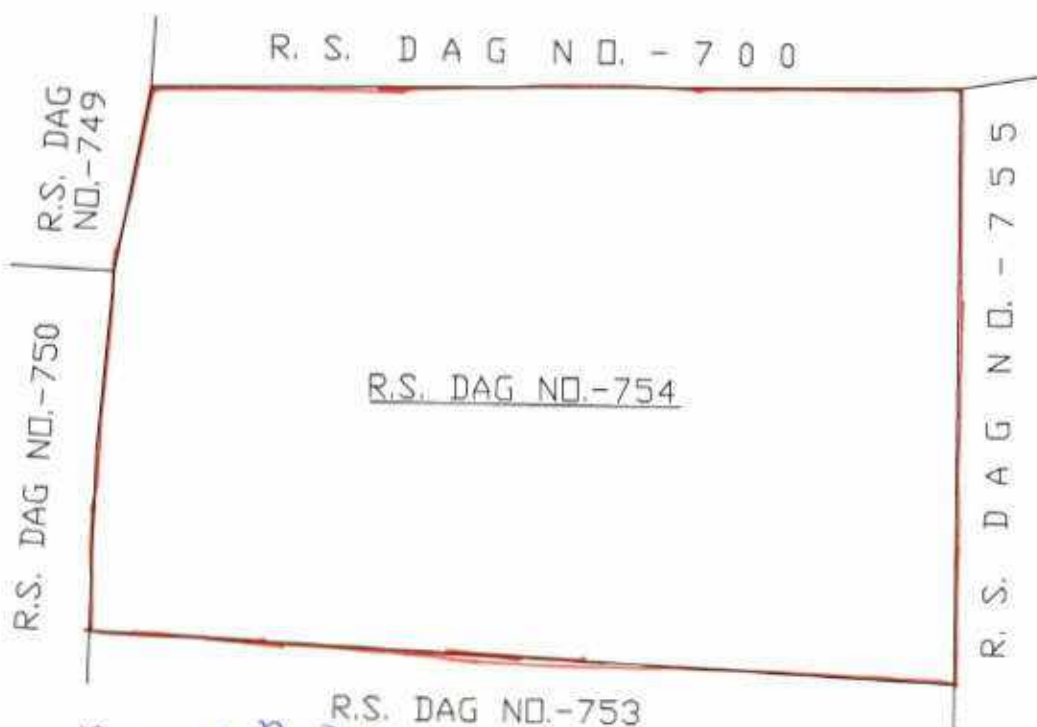 R. S. DAG NO. - 700
R.S. DAG
NO.-749
R. S. DAG NO. - 755
R.S. DAG NO.-750
R.S. DAG NO.-754
R.S. DAG NO.-753